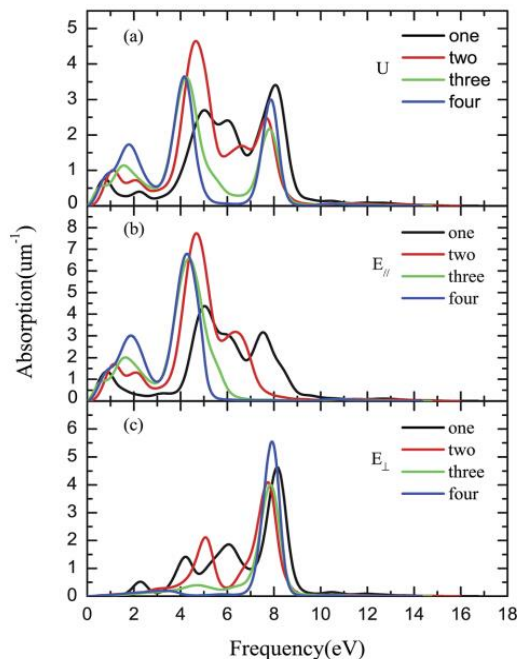 (a)
one
two
three
four
U
5
4
3
2
1
0
(b)
one
two
three
four
E//
8
7
6
5
4
3
2
1
0
(c)
one
two
three
four
E⊥
6
5
4
3
2
1
0
0 2 4 6 8 10 12 14 16 18
Absorption(um⁻¹)
Frequency(eV)